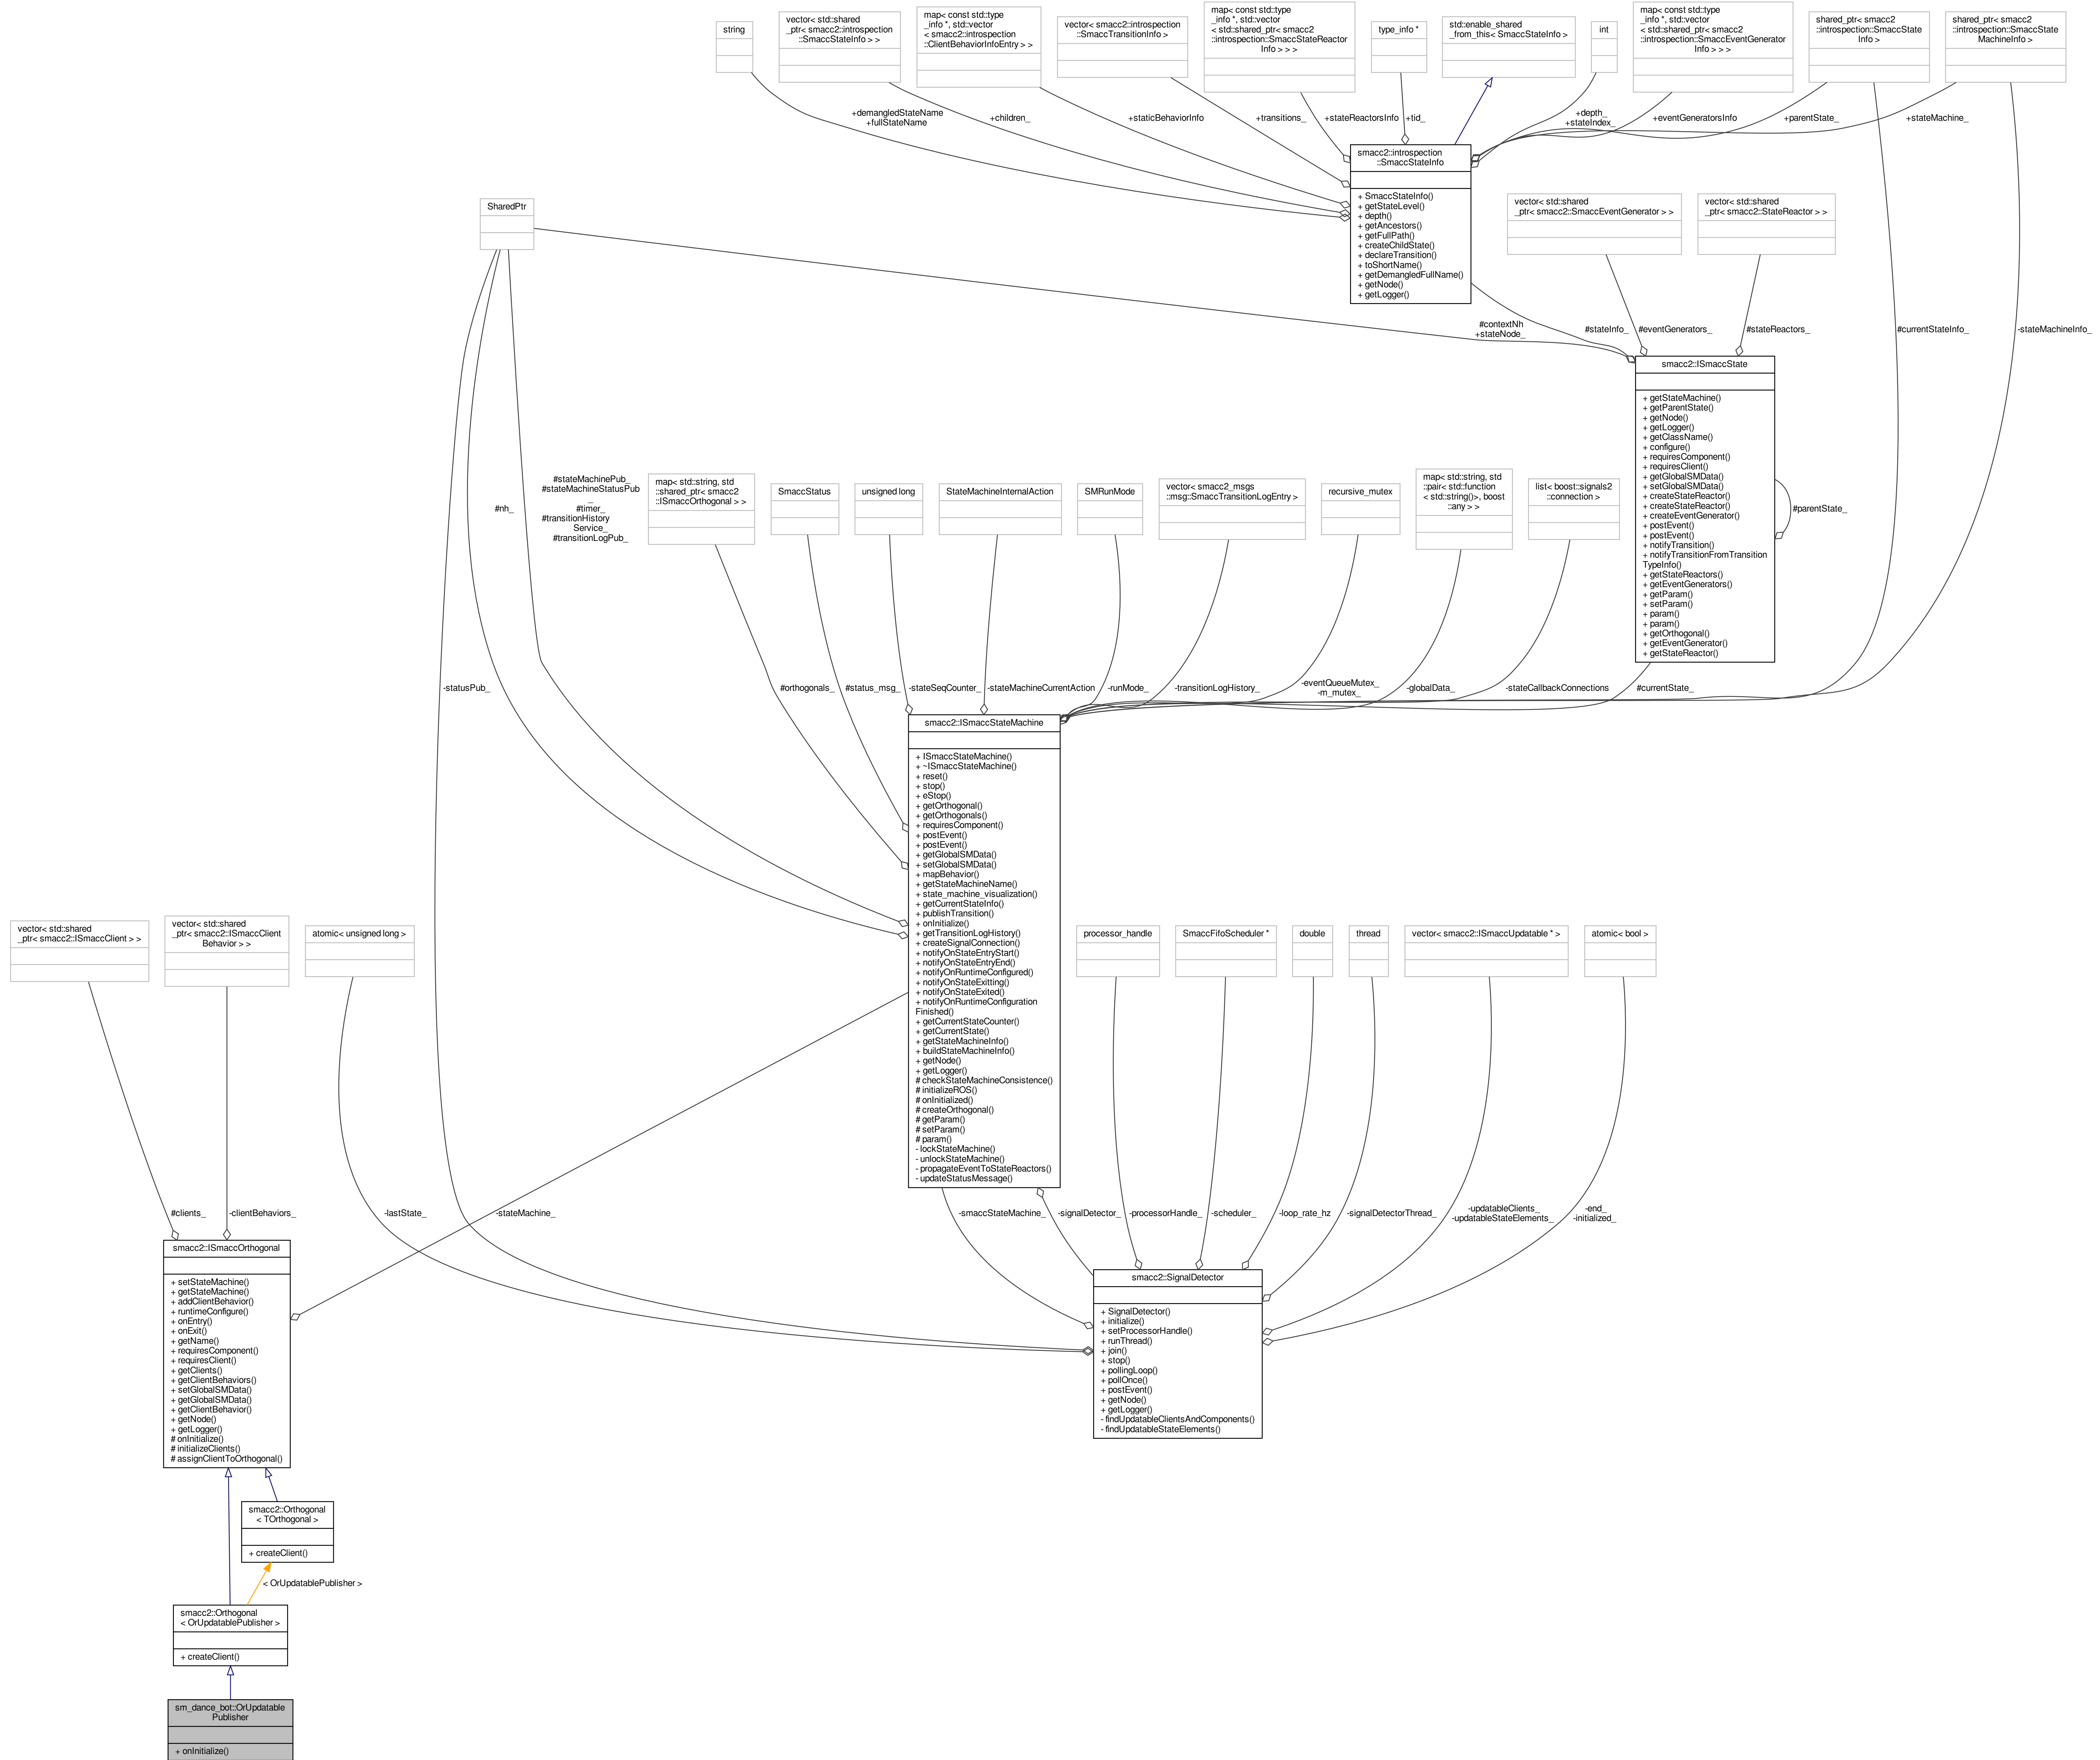 string
vector< std::shared
_ptr< smacc2::introspection
::SmaccStateInfo > >
map< const std::type
_info *, std::vector
< smacc2::introspection
::ClientBehaviorInfoEntry > >
vector< smacc2::introspection
::SmaccTransitionInfo >
map< const std::type
_info *, std::vector
< std::shared_ptr< smacc2
::introspection::SmaccStateReactor
Info > > >
type_info *
std::enable_shared
_from_this< SmaccStateInfo >
int
map< const std::type
_info *, std::vector
< std::shared_ptr< smacc2
::introspection::SmaccEventGenerator
Info > > >
shared_ptr< smacc2
::introspection::SmaccState
Info >
shared_ptr< smacc2
::introspection::SmaccState
MachineInfo >
+demangledStateName
+fullStateName
+children_
+staticBehaviorInfo
+transitions_
+stateReactorsInfo
+tid_
+depth_
+stateIndex_
+eventGeneratorsInfo
+parentState_
+stateMachine_
smacc2::introspection
::SmaccStateInfo
+ SmaccStateInfo()
+ getStateLevel()
+ depth()
+ getAncestors()
+ getFullPath()
+ createChildState()
+ declareTransition()
+ toShortName()
+ getDemangledFullName()
+ getNode()
+ getLogger()
SharedPtr
vector< std::shared
_ptr< smacc2::SmaccEventGenerator > >
vector< std::shared
_ptr< smacc2::StateReactor > >
#contextNh
+stateNode_
#stateInfo_
#eventGenerators_
#stateReactors_
#currentStateInfo_
-stateMachineInfo_
smacc2::ISmaccState
+ getStateMachine()
+ getParentState()
+ getNode()
+ getLogger()
+ getClassName()
+ configure()
+ requiresComponent()
+ requiresClient()
+ getGlobalSMData()
+ setGlobalSMData()
+ createStateReactor()
+ createStateReactor()
+ createEventGenerator()
+ postEvent()
+ postEvent()
+ notifyTransition()
+ notifyTransitionFromTransition
TypeInfo()
+ getStateReactors()
+ getEventGenerators()
+ getParam()
+ setParam()
+ param()
+ param()
+ getOrthogonal()
+ getEventGenerator()
+ getStateReactor()
#parentState_
#nh_
#stateMachinePub_
#stateMachineStatusPub
_
#timer_
#transitionHistory
Service_
#transitionLogPub_
map< std::string, std
::shared_ptr< smacc2
::ISmaccOrthogonal > >
SmaccStatus
unsigned long
StateMachineInternalAction
SMRunMode
vector< smacc2_msgs
::msg::SmaccTransitionLogEntry >
recursive_mutex
map< std::string, std
::pair< std::function
< std::string()>, boost
::any > >
list< boost::signals2
::connection >
-statusPub_
#orthogonals_
#status_msg_
-stateSeqCounter_
-stateMachineCurrentAction
-runMode_
-transitionLogHistory_
-eventQueueMutex_
-m_mutex_
-globalData_
-stateCallbackConnections
#currentState_
smacc2::ISmaccStateMachine
+ ISmaccStateMachine()
+ ~ISmaccStateMachine()
+ reset()
+ stop()
+ eStop()
+ getOrthogonal()
+ getOrthogonals()
+ requiresComponent()
+ postEvent()
+ postEvent()
+ getGlobalSMData()
+ setGlobalSMData()
+ mapBehavior()
+ getStateMachineName()
+ state_machine_visualization()
+ getCurrentStateInfo()
+ publishTransition()
+ onInitialize()
+ getTransitionLogHistory()
+ createSignalConnection()
+ notifyOnStateEntryStart()
+ notifyOnStateEntryEnd()
+ notifyOnRuntimeConfigured()
+ notifyOnStateExitting()
+ notifyOnStateExited()
+ notifyOnRuntimeConfiguration
Finished()
+ getCurrentStateCounter()
+ getCurrentState()
+ getStateMachineInfo()
+ buildStateMachineInfo()
+ getNode()
+ getLogger()
# checkStateMachineConsistence()
# initializeROS()
# onInitialized()
# createOrthogonal()
# getParam()
# setParam()
# param()
- lockStateMachine()
- unlockStateMachine()
- propagateEventToStateReactors()
- updateStatusMessage()
vector< std::shared
_ptr< smacc2::ISmaccClient > >
vector< std::shared
_ptr< smacc2::ISmaccClient
Behavior > >
atomic< unsigned long >
processor_handle
SmaccFifoScheduler *
double
thread
vector< smacc2::ISmaccUpdatable * >
atomic< bool >
#clients_
-clientBehaviors_
-lastState_
-stateMachine_
-smaccStateMachine_
-signalDetector_
-processorHandle_
-scheduler_
-loop_rate_hz
-signalDetectorThread_
-updatableClients_
-updatableStateElements_
-end_
-initialized_
smacc2::ISmaccOrthogonal
+ setStateMachine()
+ getStateMachine()
+ addClientBehavior()
+ runtimeConfigure()
+ onEntry()
+ onExit()
+ getName()
+ requiresComponent()
+ requiresClient()
+ getClients()
+ getClientBehaviors()
+ setGlobalSMData()
+ getGlobalSMData()
+ getClientBehavior()
+ getNode()
+ getLogger()
# onInitialize()
# initializeClients()
# assignClientToOrthogonal()
smacc2::SignalDetector
+ SignalDetector()
+ initialize()
+ setProcessorHandle()
+ runThread()
+ join()
+ stop()
+ pollingLoop()
+ pollOnce()
+ postEvent()
+ getNode()
+ getLogger()
- findUpdatableClientsAndComponents()
- findUpdatableStateElements()
smacc2::Orthogonal
< TOrthogonal >
+ createClient()
< OrUpdatablePublisher >
smacc2::Orthogonal
< OrUpdatablePublisher >
+ createClient()
sm_dance_bot::OrUpdatable
Publisher
+ onInitialize()